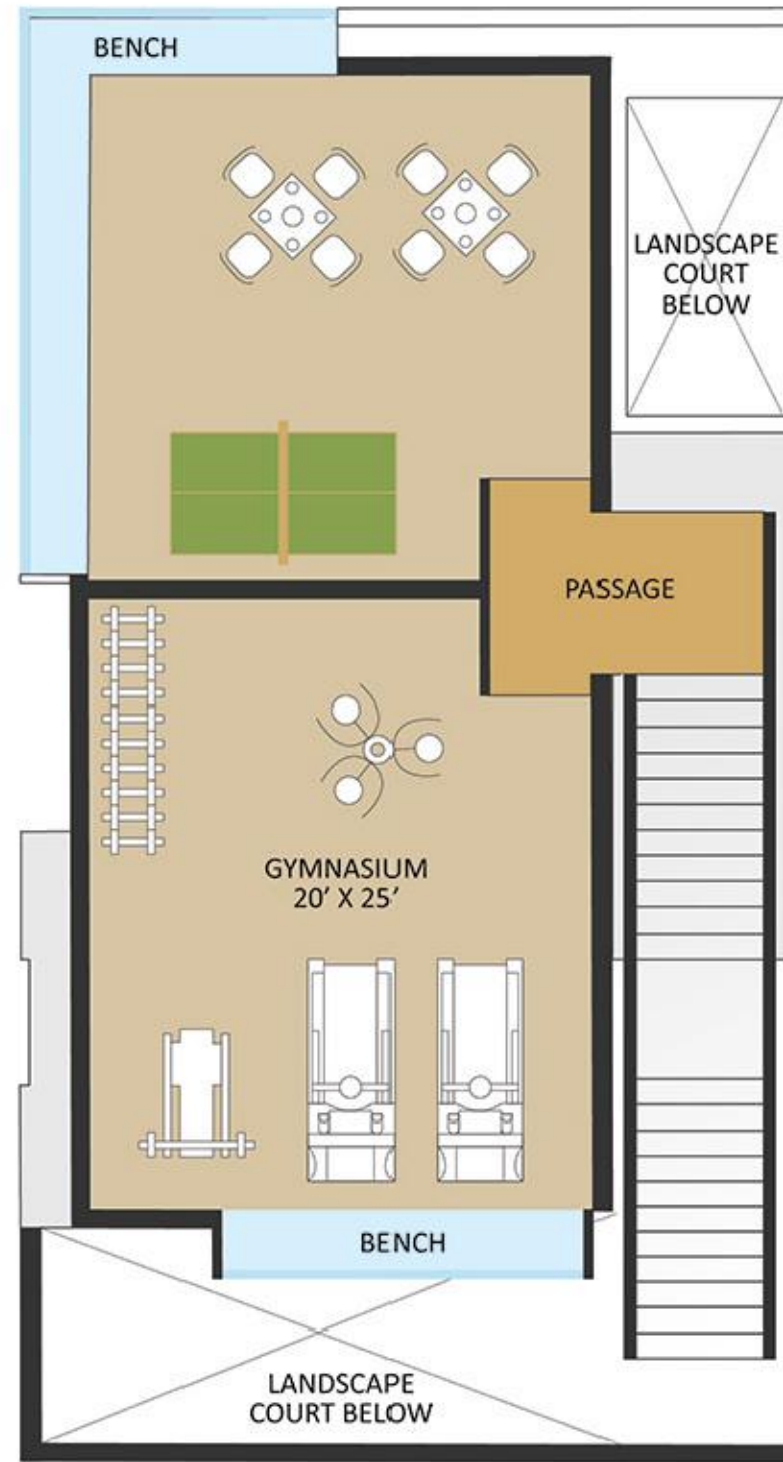 BENCH
LANDSCAPE
COURT
BELOW
PASSAGE
GYMNASIUM
20' X 25'
BENCH
LANDSCAPE
COURT BELOW